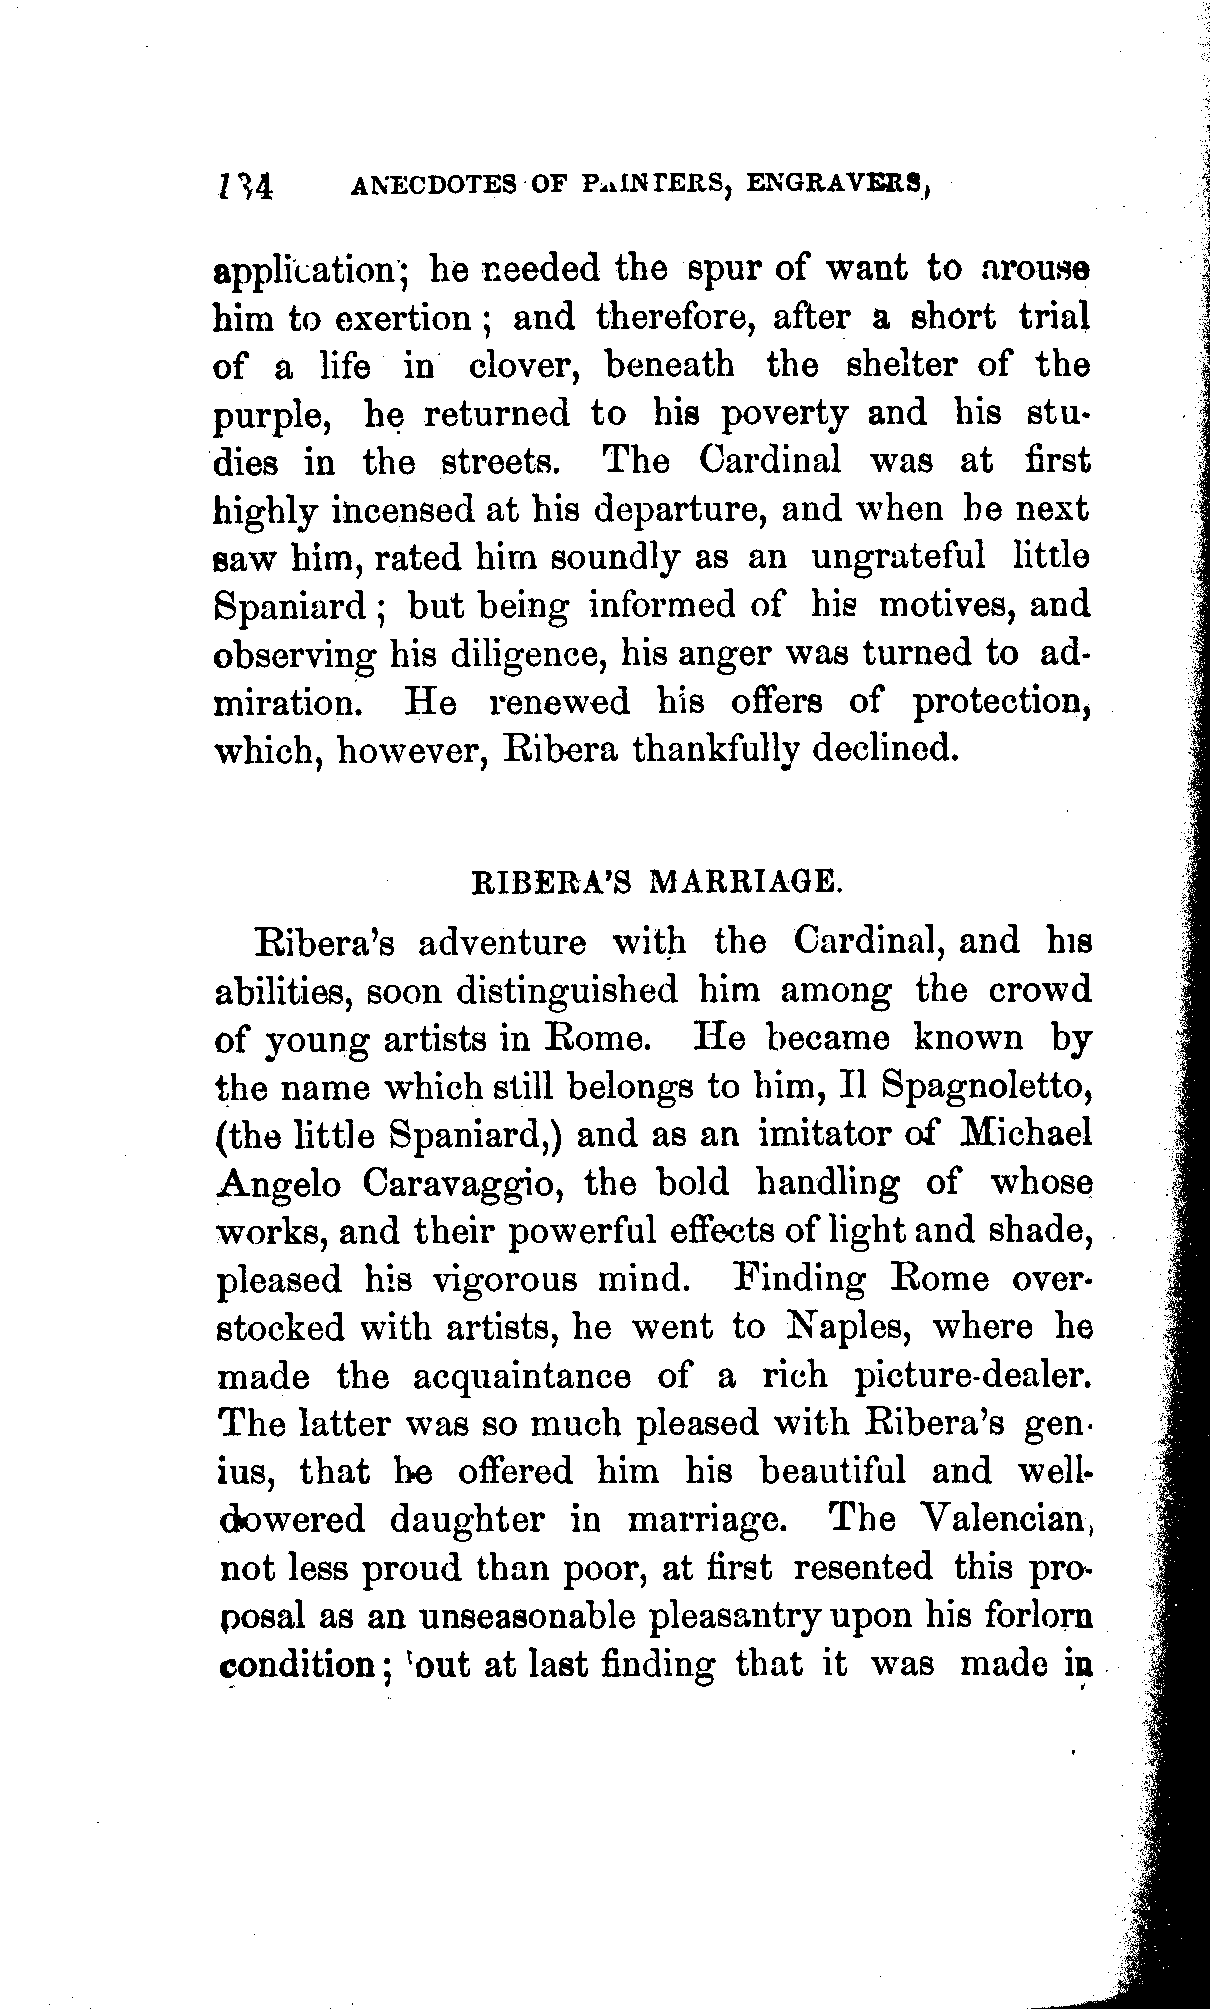 134 ANECDOTES OF PAINTERS, ENGRAVERS,
application; he needed the spur of want to arouse
him to exertion; and therefore, after a short trial
of a life in clover, beneath the shelter of the
purple, he returned to his poverty and his stu-
dies in the streets. The Cardinal was at first
highly incensed at his departure, and when he next
saw him, rated him soundly as an ungrateful little
Spaniard; but being informed of his motives, and
observing his diligence, his anger was turned to ad-
miration. He renewed his offers of protection,
which, however, Ribera thankfully declined.
RIBERA'S MARRIAGE.
Ribera's adventure with the Cardinal, and his
abilities, soon distinguished him among the crowd
of young artists in Rome. He became known by
the name which still belongs to him, Il Spagnoletto,
(the little Spaniard,) and as an imitator of Michael
Angelo Caravaggio, the bold handling of whose
works, and their powerful effects of light and shade,
pleased his vigorous mind. Finding Rome over-
stocked with artists, he went to Naples, where he
made the acquaintance of a rich picture-dealer.
The latter was so much pleased with Ribera's gen-
ius, that he offered him his beautiful and well-
dowered daughter in marriage. The Valencian,
not less proud than poor, at first resented this pro-
posal as an unseasonable pleasantry upon his forlorn
condition; but at last finding that it was made in